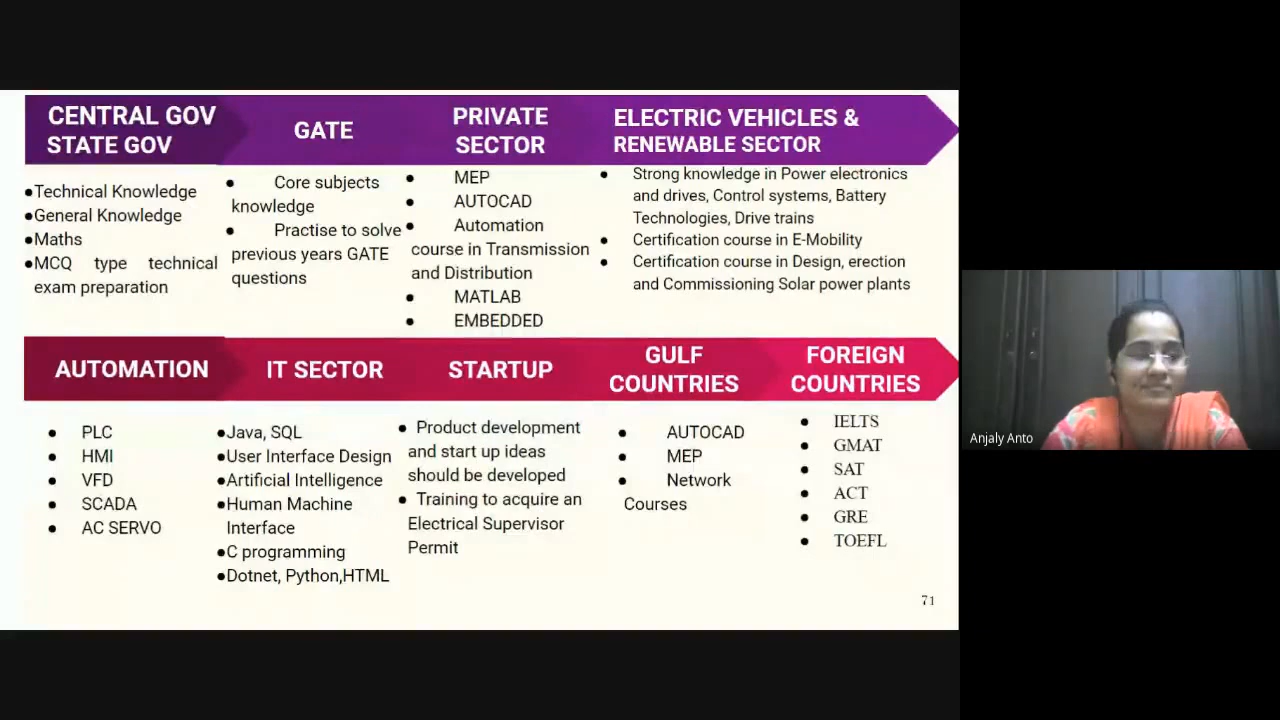 CENTRAL GOV
STATE GOV
●Technical Knowledge
●General Knowledge
●Maths
●MCQ type technical
exam preparation
GATE
● Core subjects
knowledge
● Practise to solve
previous years GATE
questions
PRIVATE
SECTOR
● MEP
● AUTOCAD
● Automation
course in Transmission
and Distribution
● MATLAB
● EMBEDDED
ELECTRIC VEHICLES &
RENEWABLE SECTOR
● Strong knowledge in Power electronics
and drives, Control systems, Battery
Technologies, Drive trains
● Certification course in E-Mobility
● Certification course in Design, erection
and Commissioning Solar power plants
AUTOMATION
● PLC
● HMI
● VFD
● SCADA
● AC SERVO
IT SECTOR
●Java, SQL
●User Interface Design
●Artificial Intelligence
●Human Machine
Interface
●C programming
●Dotnet, Python,HTML
STARTUP
● Product development
and start up ideas
should be developed
● Training to acquire an
Electrical Supervisor
Permit
GULF
COUNTRIES
● AUTOCAD
● MEP
● Network
Courses
FOREIGN
COUNTRIES
● IELTS
● GMAT
● SAT
● ACT
● GRE
● TOEFL
71
Anjaly Anto